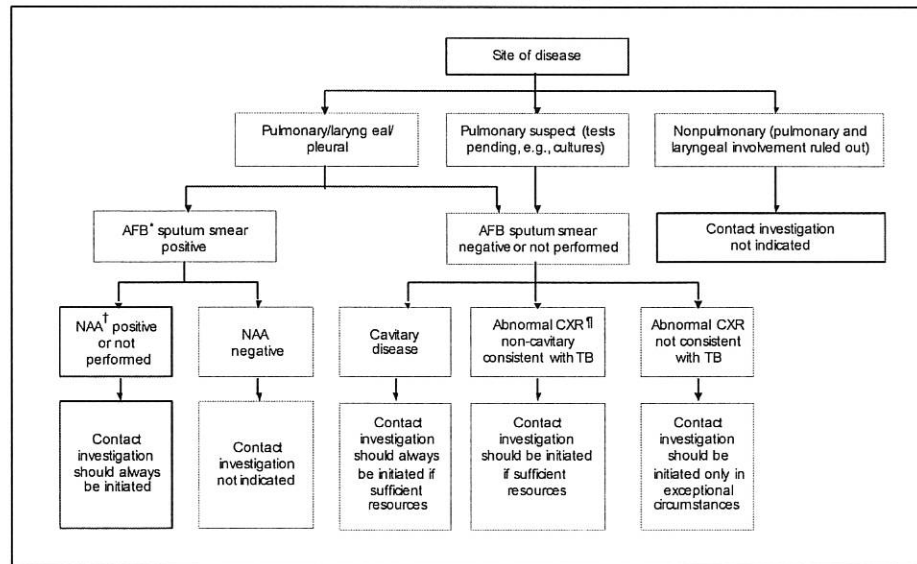 Site of disease
Pulmonary/laryng eal/
pleural
Pulmonary suspect (tests
pending, e.g., cultures)
Nonpulmonary (pulmonary and
laryngeal involvement ruled out)
AFB* sputum smear
positive
AFB sputum smear
negative or not performed
Contact investigation
not indicated
NAA† positive
or not
performed
NAA
negative
Cavitary
disease
Abnormal CXR¶
non-cavitary
consistent with TB
Abnormal CXR
not consistent
with TB
Contact
investigation
should always
be initiated
Contact
investigation
not indicated
Contact
investigation
should always
be initiated if
sufficient
resources
Contact
investigation
should be initiated
if sufficient
resources
Contact
investigation
should be
initiated only in
exceptional
circumstances